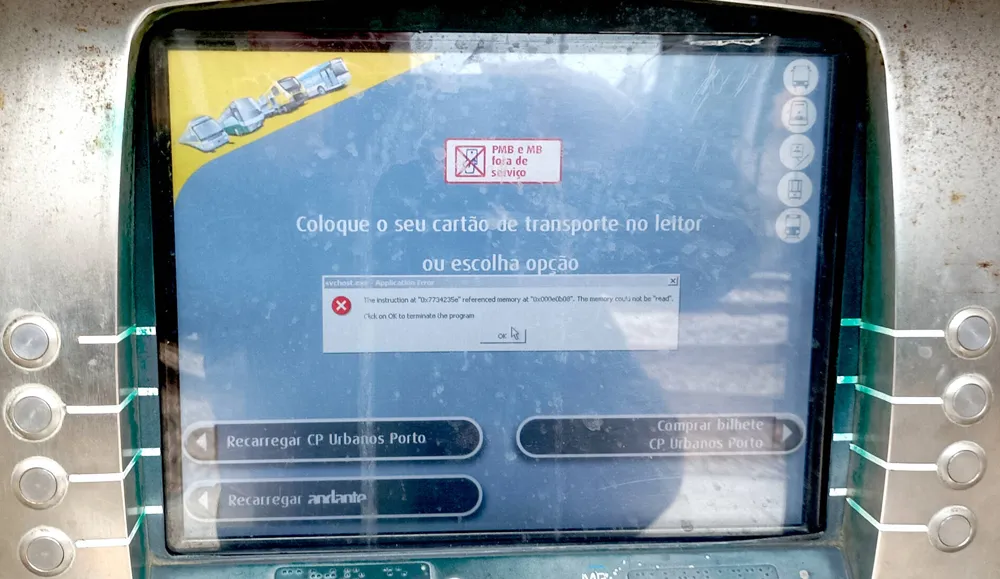 PMB e MB
fora de
serviço
Coloque o seu cartão de transporte no leitor
ou escolha opção
svchost.exe - Application Error
The instruction at "0x7734235e" referenced memory at "0x000e0b08". The memory could not be "read".
Click on OK to terminate the program
OK
Recarregar CP Urbanos Porto
Comprar bilhete
CP Urbanos Porto
Recarregar andante